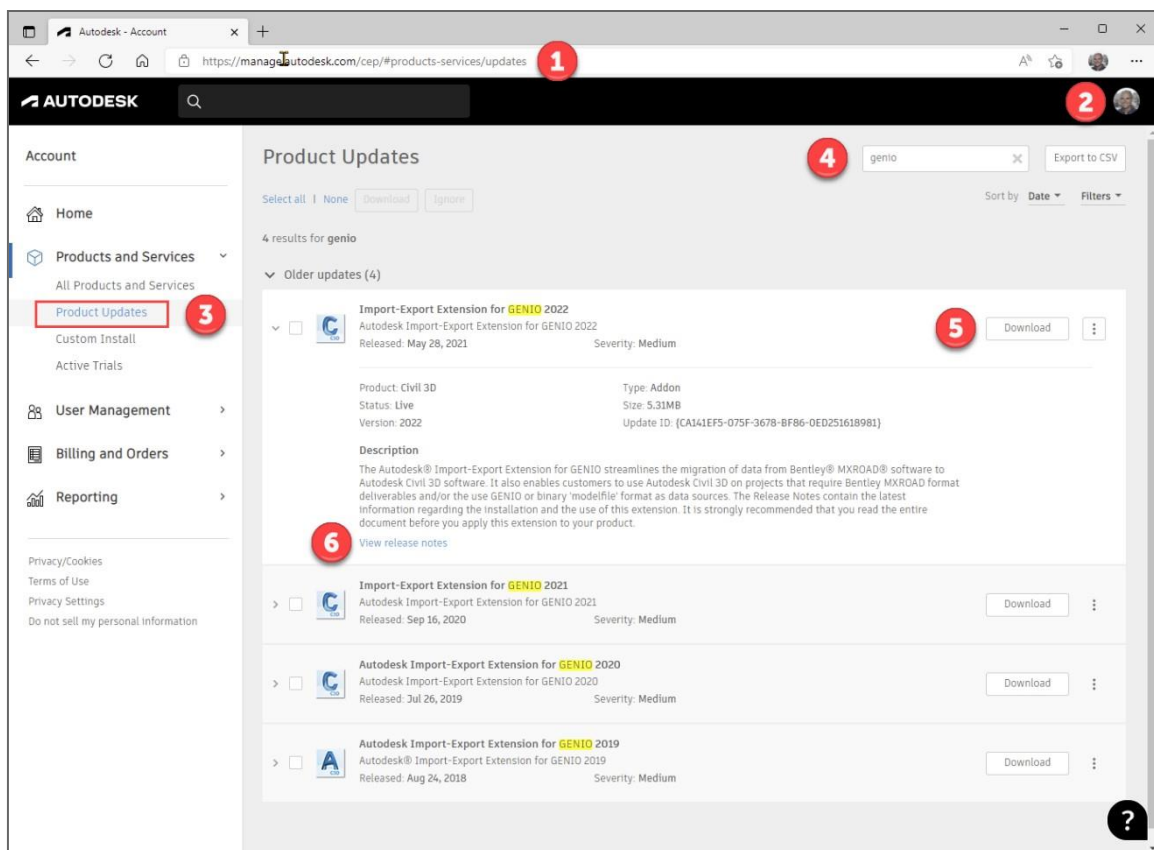 Autodesk - Account
https://manage.autodesk.com/cep/#products-services/updates
1
AUTODESK
2
Account
Home
Products and Services
All Products and Services
Product Updates
3
Custom Install
Active Trials
User Management
Billing and Orders
Reporting
Privacy/Cookies
Terms of Use
Privacy Settings
Do not sell my personal information
Product Updates
4
genio
Export to CSV
Select all | None Download Ignore
Sort by Date Filters
4 results for genio
Older updates (4)
Import-Export Extension for GENIO 2022
Autodesk Import-Export Extension for GENIO 2022
Released: May 28, 2021 Severity: Medium
5
Download
Product: Civil 3D Type: Addon
Status: Live Size: 5.31MB
Version: 2022 Update ID: {CA141EF5-075F-3678-BF86-0ED251618981}
Description
The Autodesk® Import-Export Extension for GENIO streamlines the migration of data from Bentley® MXROAD® software to
Autodesk Civil 3D software. It also enables customers to use Autodesk Civil 3D on projects that require Bentley MXROAD format
deliverables and/or the use GENIO or binary 'modelfile' format as data sources. The Release Notes contain the latest
information regarding the installation and the use of this extension. It is strongly recommended that you read the entire
document before you apply this extension to your product.
6
View release notes
Import-Export Extension for GENIO 2021
Autodesk Import-Export Extension for GENIO 2021
Released: Sep 16, 2020 Severity: Medium
Download
Autodesk Import-Export Extension for GENIO 2020
Autodesk Import-Export Extension for GENIO 2020
Released: Jul 26, 2019 Severity: Medium
Download
Autodesk Import-Export Extension for GENIO 2019
Autodesk® Import-Export Extension for GENIO 2019
Released: Aug 24, 2018 Severity: Medium
Download
?